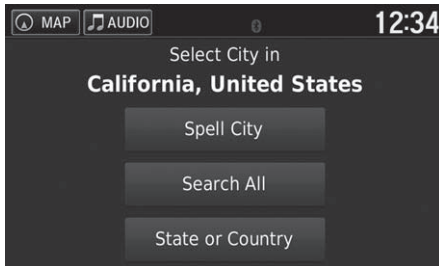 MAP AUDIO 12:34
Select City in
California, United States
Spell City
Search All
State or Country